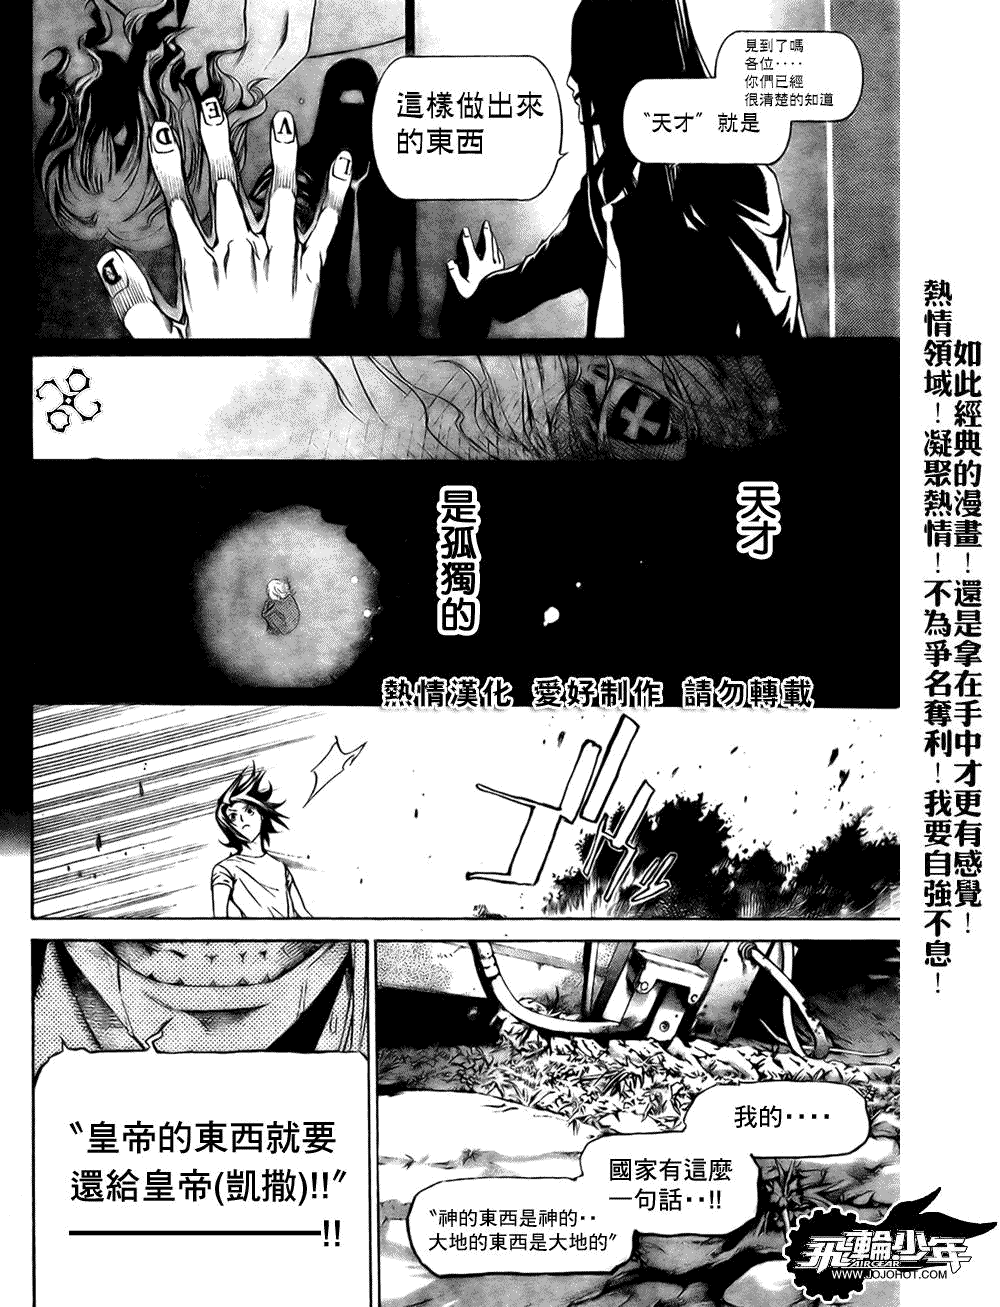 見到了嗎
各位‥‥
你們已經
很清楚的知道
〝天才〞就是
這樣做出來
的東西
D
E
V
I
L
D
天才
是孤獨的
熱情漢化 愛好制作 請勿轉載
我的‥‥
國家有這麼
一句話‥!!
〝神的東西是神的‥
大地的東西是大地的〞
〝皇帝的東西就要
還給皇帝(凱撒)!!〞
!!
如此經典的漫畫！還是拿在手中才更有感覺！
熱情領域！凝聚熱情！不為爭名奪利！我要自強不息！
飛輪少年
AIRGEAR
WWW.JOJOHOT.COM